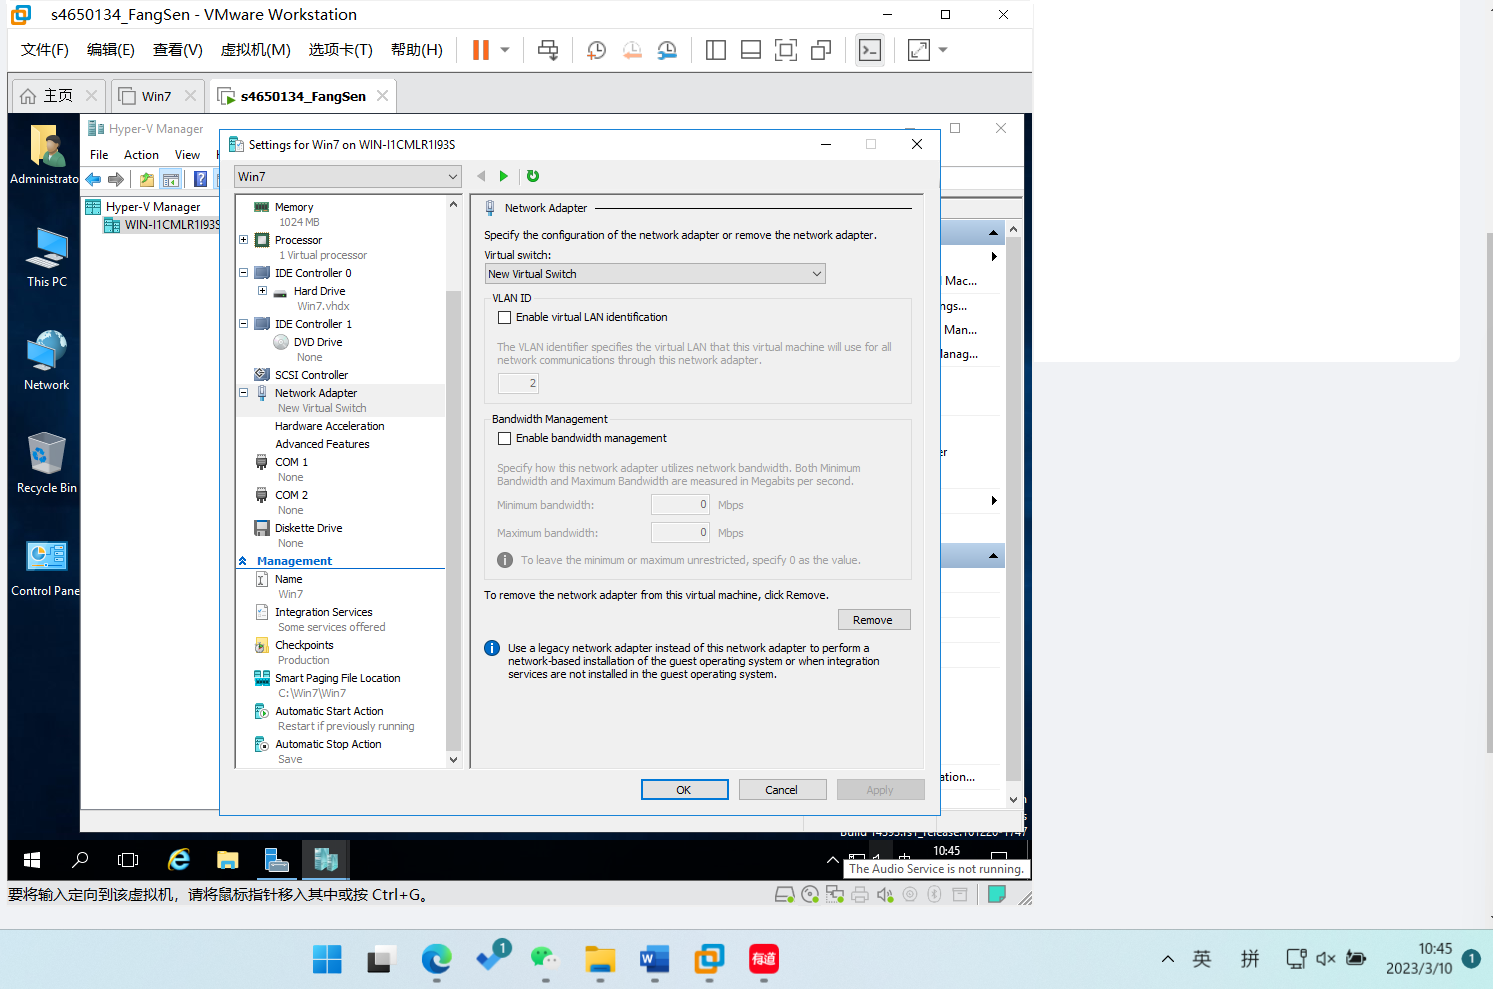 s4650134_FangSen - VMware Workstation
文件(F) 编辑(E) 查看(V) 虚拟机(M) 选项卡(T) 帮助(H)
主页
Win7
s4650134_FangSen
Hyper-V Manager
File Action View
Hyper-V Manager
WIN-I1CMLR1I93S
Administrato
This PC
Network
Recycle Bin
Control Pane
Settings for Win7 on WIN-I1CMLR1I93S
Win7
Memory
1024 MB
Processor
1 Virtual processor
IDE Controller 0
Hard Drive
Win7.vhdx
IDE Controller 1
DVD Drive
None
SCSI Controller
Network Adapter
New Virtual Switch
Hardware Acceleration
Advanced Features
COM 1
None
COM 2
None
Diskette Drive
None
Management
Name
Win7
Integration Services
Some services offered
Checkpoints
Production
Smart Paging File Location
C:\Win7\Win7
Automatic Start Action
Restart if previously running
Automatic Stop Action
Save
Network Adapter
Specify the configuration of the network adapter or remove the network adapter.
Virtual switch:
New Virtual Switch
VLAN ID
Enable virtual LAN identification
The VLAN identifier specifies the virtual LAN that this virtual machine will use for all
network communications through this network adapter.
2
Bandwidth Management
Enable bandwidth management
Specify how this network adapter utilizes network bandwidth. Both Minimum
Bandwidth and Maximum Bandwidth are measured in Megabits per second.
Minimum bandwidth: 0 Mbps
Maximum bandwidth: 0 Mbps
To leave the minimum or maximum unrestricted, specify 0 as the value.
To remove the network adapter from this virtual machine, click Remove.
Remove
Use a legacy network adapter instead of this network adapter to perform a
network-based installation of the guest operating system or when integration
services are not installed in the guest operating system.
OK Cancel Apply
Mac...
ngs...
Man...
anag...
er
ation...
10:45
The Audio Service is not running.
要将输入定向到该虚拟机，请将鼠标指针移入其中或按 Ctrl+G。
1
有道
英 拼
10:45
2023/3/10
1